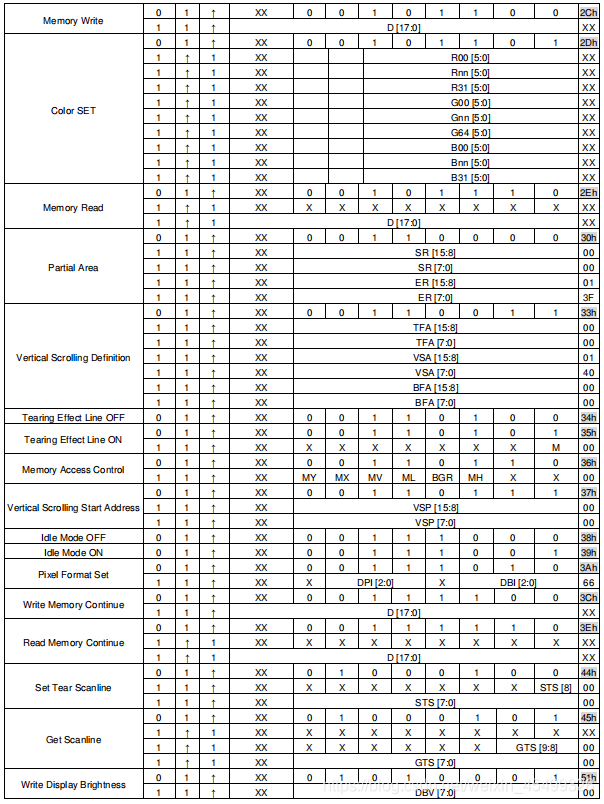 Memory Write 0 1 ↑ XX 0 0 1 0 1 1 0 0 2Ch
1 1 ↑ D [17:0] XX
Color SET 0 1 ↑ XX 0 0 1 0 1 1 0 1 2Dh
1 ↑ 1 XX R00 [5:0] XX
1 ↑ 1 XX Rnn [5:0] XX
1 ↑ 1 XX R31 [5:0] XX
1 ↑ 1 XX G00 [5:0] XX
1 ↑ 1 XX Gnn [5:0] XX
1 ↑ 1 XX G64 [5:0] XX
1 ↑ 1 XX B00 [5:0] XX
1 ↑ 1 XX Bnn [5:0] XX
1 ↑ 1 XX B31 [5:0] XX
Memory Read 0 1 ↑ XX 0 0 1 0 1 1 1 0 2Eh
1 ↑ 1 XX X X X X X X X X XX
1 ↑ 1 D [17:0] XX
Partial Area 0 1 ↑ XX 0 0 1 1 0 0 0 0 30h
1 1 ↑ XX SR [15:8] 00
1 1 ↑ XX SR [7:0] 00
1 1 ↑ XX ER [15:8] 01
1 1 ↑ XX ER [7:0] 3F
Vertical Scrolling Definition 0 1 ↑ XX 0 0 1 1 0 0 1 1 33h
1 1 ↑ XX TFA [15:8] 00
1 1 ↑ XX TFA [7:0] 00
1 1 ↑ XX VSA [15:8] 01
1 1 ↑ XX VSA [7:0] 40
1 1 ↑ XX BFA [15:8] 00
1 1 ↑ XX BFA [7:0] 00
Tearing Effect Line OFF 0 1 ↑ XX 0 0 1 1 0 1 0 0 34h
Tearing Effect Line ON 0 1 ↑ XX 0 0 1 1 0 1 0 1 35h
1 1 ↑ XX X X X X X X X M 00
Memory Access Control 0 1 ↑ XX 0 0 1 1 0 1 1 0 36h
1 1 ↑ XX MY MX MV ML BGR MH X X 00
Vertical Scrolling Start Address 0 1 ↑ XX 0 0 1 1 0 1 1 1 37h
1 1 ↑ XX VSP [15:8] 00
1 1 ↑ XX VSP [7:0] 00
Idle Mode OFF 0 1 ↑ XX 0 0 1 1 1 0 0 0 38h
Idle Mode ON 0 1 ↑ XX 0 0 1 1 1 0 0 1 39h
Pixel Format Set 0 1 ↑ XX 0 0 1 1 1 0 1 0 3Ah
1 1 ↑ XX X DPI [2:0] X DBI [2:0] 66
Write Memory Continue 0 1 ↑ XX 0 0 1 1 1 1 0 0 3Ch
1 1 ↑ D [17:0] XX
Read Memory Continue 0 1 ↑ XX 0 0 1 1 1 1 1 0 3Eh
1 ↑ 1 XX X X X X X X X X XX
1 ↑ 1 D [17:0] XX
Set Tear Scanline 0 1 ↑ XX 0 1 0 0 0 1 0 0 44h
1 1 ↑ XX X X X X X X X STS [8] 00
1 1 ↑ XX STS [7:0] 00
Get Scanline 0 1 ↑ XX 0 1 0 0 0 1 0 1 45h
1 ↑ 1 XX X X X X X X X X XX
1 ↑ 1 XX X X X X X X GTS [9:8] 00
1 ↑ 1 XX GTS [7:0] 00
Write Display Brightness 0 1 ↑ XX 0 1 0 1 0 0 0 1 51h
1 1 ↑ XX DBV [7:0] 00